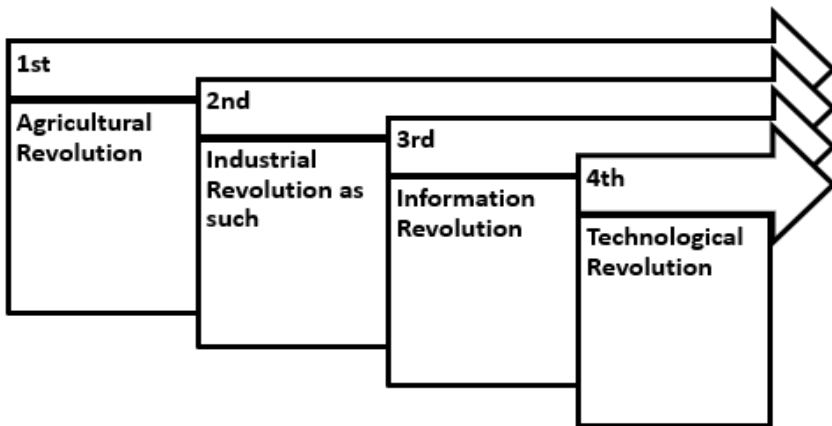 1st
Agricultural
Revolution
2nd
Industrial
Revolution as
such
3rd
Information
Revolution
4th
Technological
Revolution